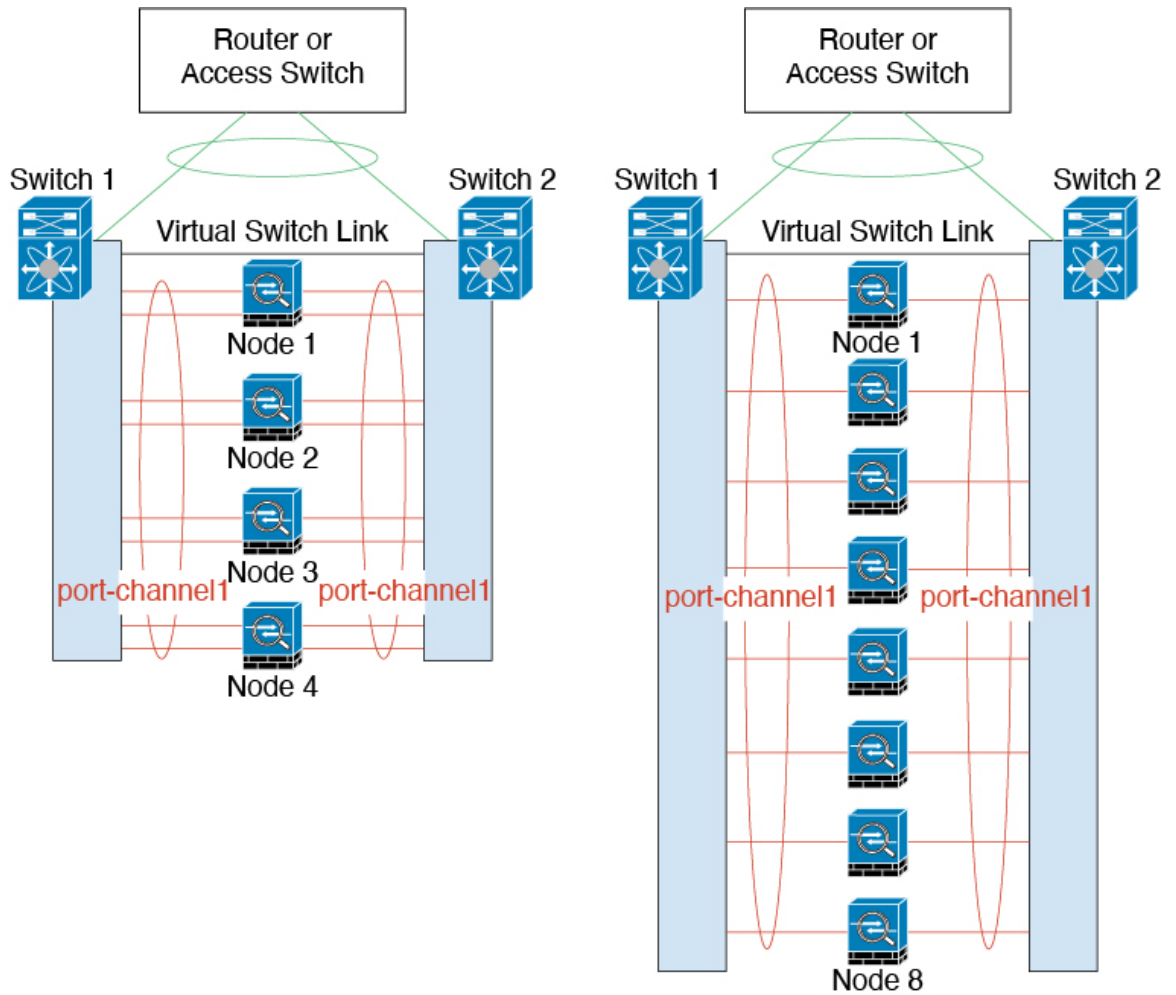 Router or
Access Switch
Switch 1
Switch 2
Virtual Switch Link
Node 1
Node 2
Node 3
port-channel1
port-channel1
Node 4
Router or
Access Switch
Switch 1
Switch 2
Virtual Switch Link
Node 1
port-channel1
port-channel1
Node 8